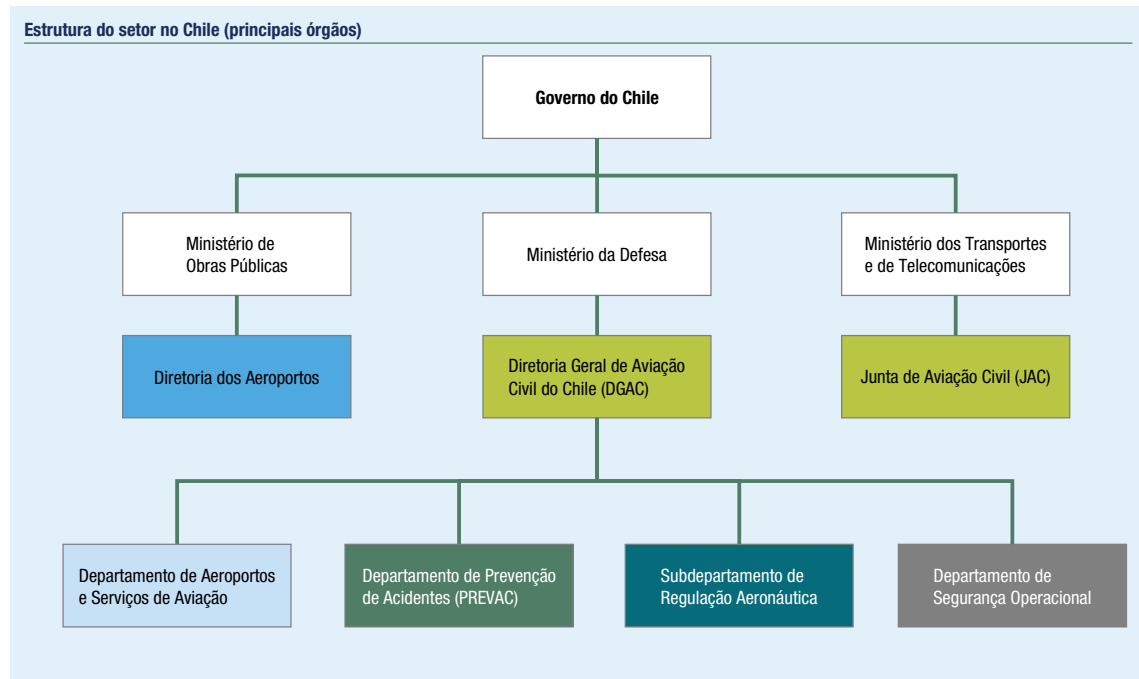 Estrutura do setor no Chile (principais órgãos)
Governo do Chile
Ministério de
Obras Públicas
Ministério da Defesa
Ministério dos Transportes
e de Telecomunicações
Diretoria dos Aeroportos
Diretoria Geral de Aviação
Civil do Chile (DGAC)
Junta de Aviação Civil (JAC)
Departamento de Aeroportos
e Serviços de Aviação
Departamento de Prevenção
de Acidentes (PREVAC)
Subdepartamento de
Regulação Aeronáutica
Departamento de
Segurança Operacional